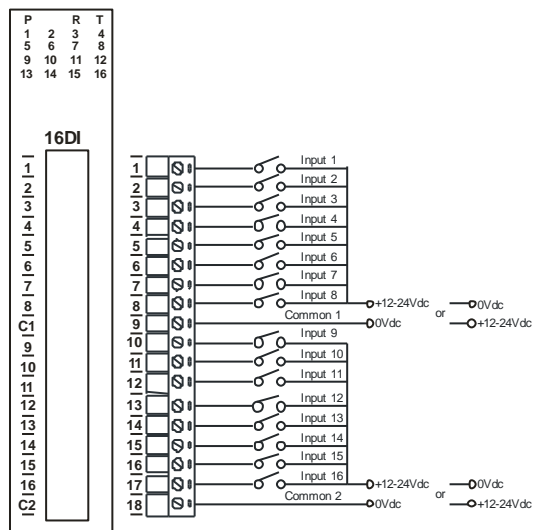 P R T
1 2 3 4
5 6 7 8
9 10 11 12
13 14 15 16
16DI
1
2
3
4
5
6
7
8
C1
9
10
11
12
13
14
15
16
C2
1 Input 1
2 Input 2
3 Input 3
4 Input 4
5 Input 5
6 Input 6
7 Input 7
8 Input 8 +12-24Vdc or 0Vdc
9 Common 1 0Vdc +12-24Vdc
10 Input 9
11 Input 10
12 Input 11
13 Input 12
14 Input 13
15 Input 14
16 Input 15
17 Input 16 +12-24Vdc or 0Vdc
18 Common 2 0Vdc +12-24Vdc